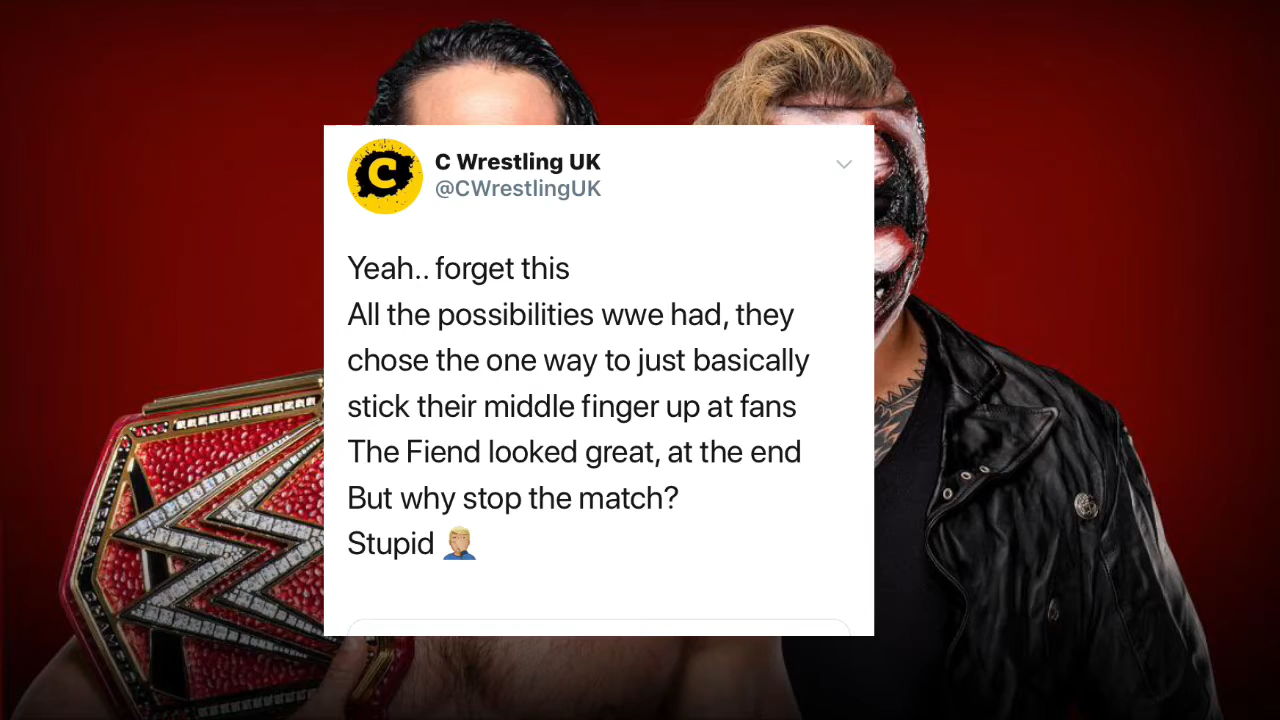 C Wrestling UK
@CWrestlingUK
Yeah.. forget this
All the possibilities wwe had, they
chose the one way to just basically
stick their middle finger up at fans
The Fiend looked great, at the end
But why stop the match?
Stupid 🤦🏼‍♂️